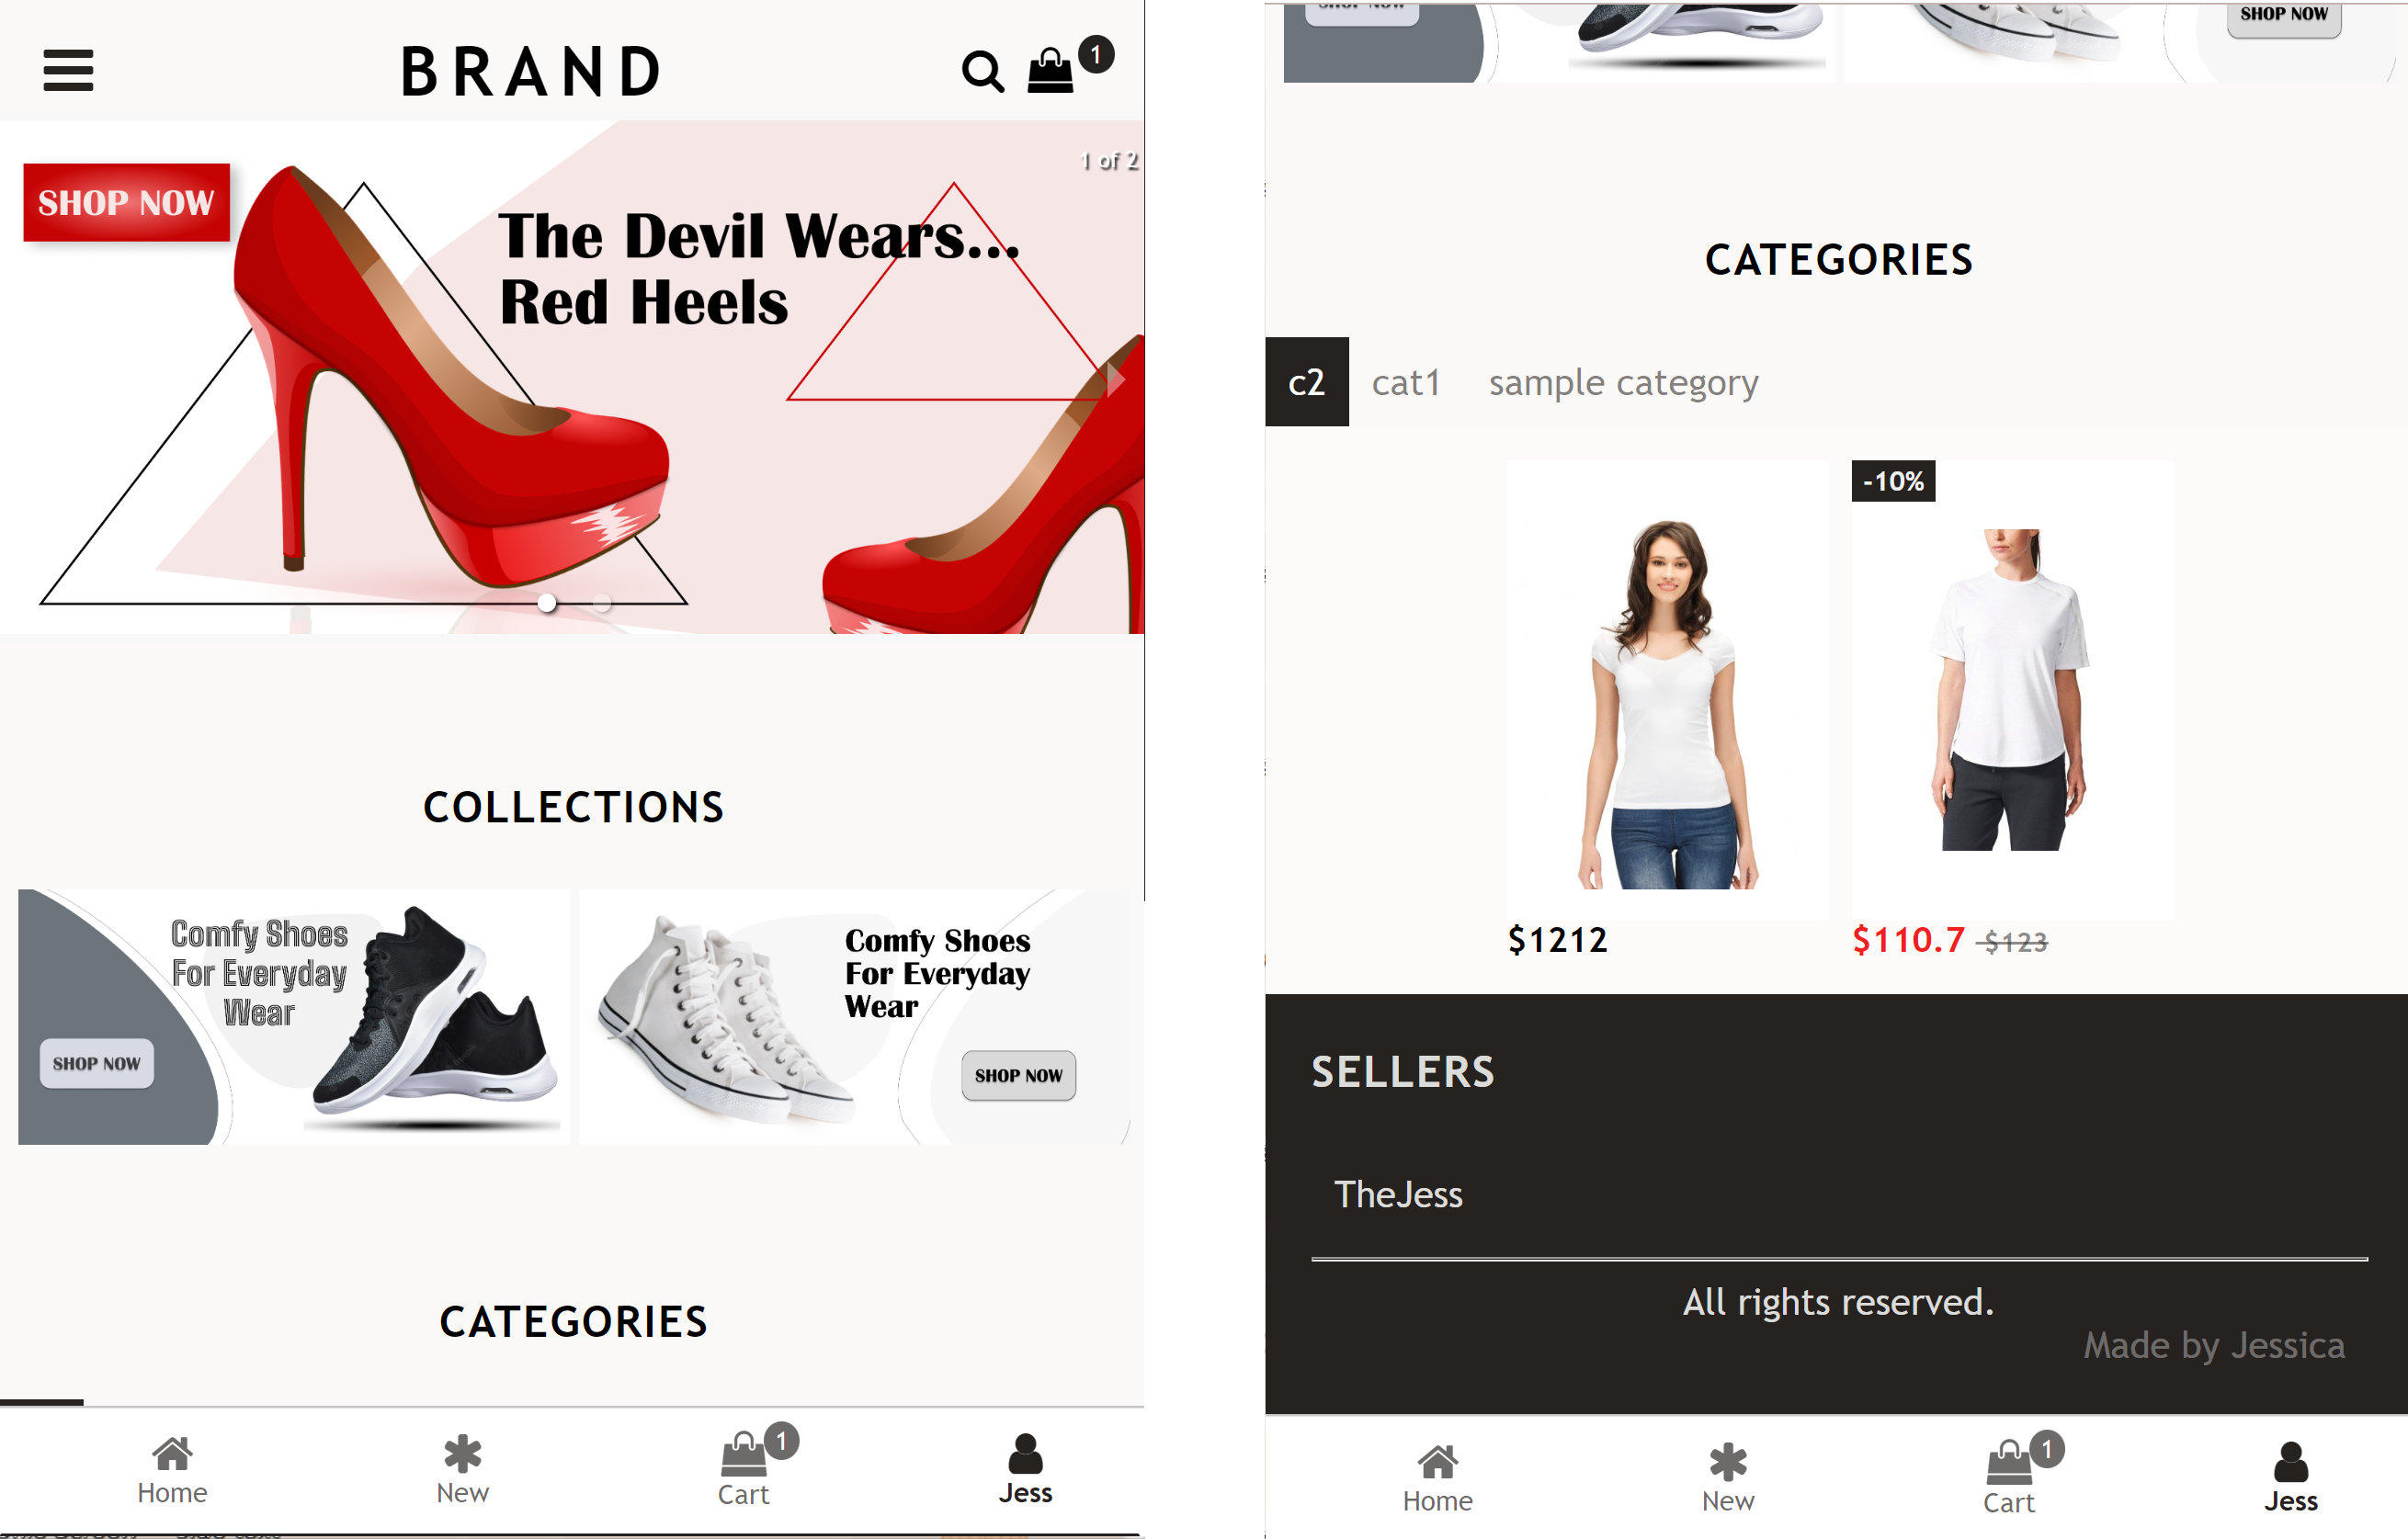 BRAND
1
1 of 2
SHOP NOW
The Devil Wears...
Red Heels
COLLECTIONS
Comfy Shoes
For Everyday
Wear
SHOP NOW
Comfy Shoes
For Everyday
Wear
SHOP NOW
CATEGORIES
1
Home
New
Cart
Jess
SHOP NOW
SHOP NOW
CATEGORIES
c2
cat1
sample category
-10%
$1212
$110.7 $123
SELLERS
TheJess
All rights reserved.
Made by Jessica
1
Home
New
Cart
Jess